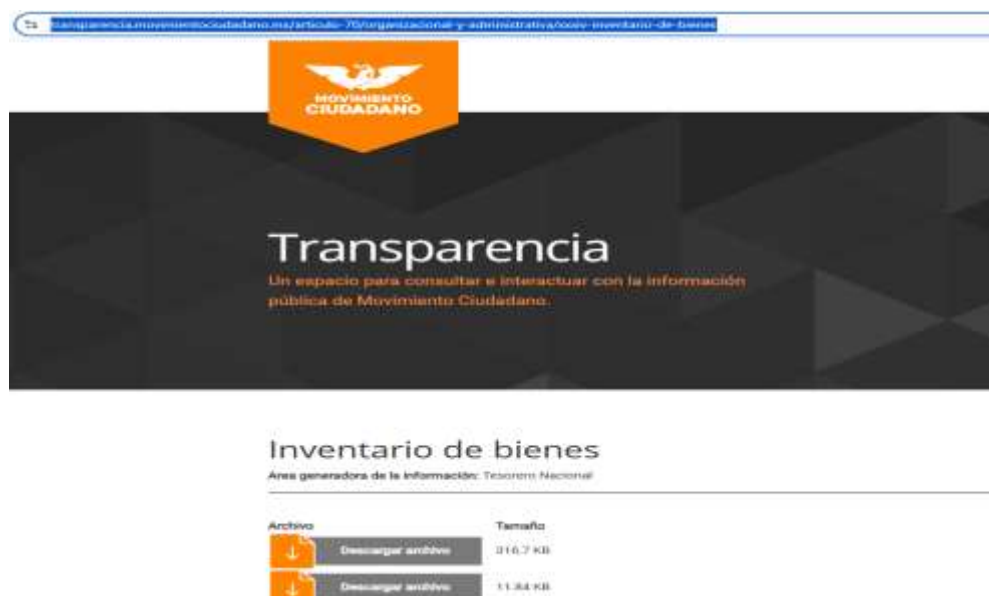 transparencia.movimientociudadano.mx/articulo-70/organizacional-y-administrativa/xxxiv-inventario-de-bienes
MOVIMIENTO
CIUDADANO
Transparencia
Un espacio para consultar e interactuar con la información
pública de Movimiento Ciudadano.
Inventario de bienes
Area generadora de la información: Tesorero Nacional
Archivo Tamaño
Descargar archivo 316.7 KB
Descargar archivo 11.84 KB